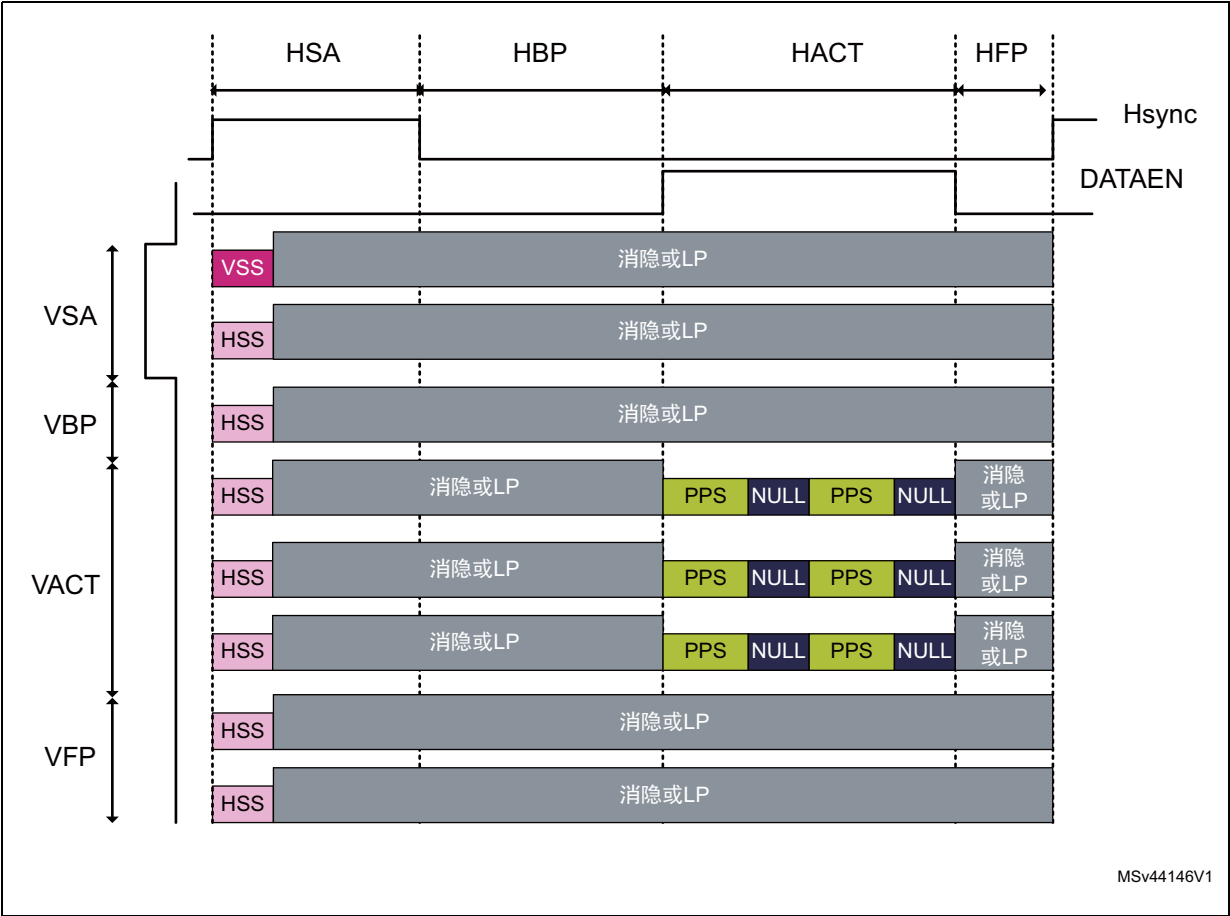 HSA HBP HACT HFP
Hsync
DATAEN
VSA
VSS 消隐或LP
HSS 消隐或LP
VBP
HSS 消隐或LP
VACT
HSS 消隐或LP PPS NULL PPS NULL 消隐
或LP
HSS 消隐或LP PPS NULL PPS NULL 消隐
或LP
HSS 消隐或LP PPS NULL PPS NULL 消隐
或LP
VFP
HSS 消隐或LP
HSS 消隐或LP
MSv44146V1